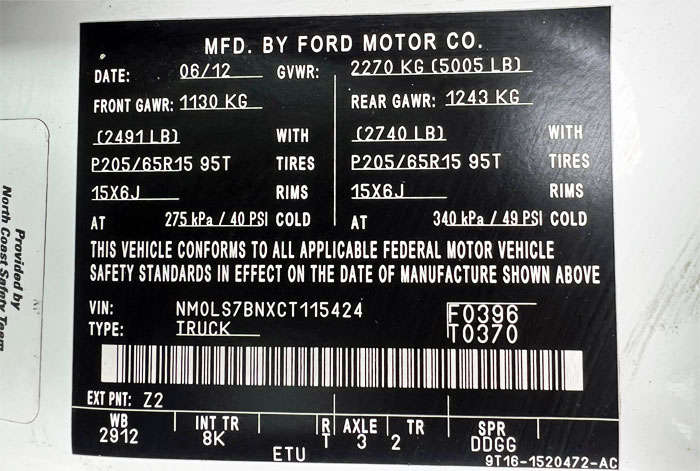 MFD. BY FORD MOTOR CO.
DATE: 06/12 GVWR: 2270 KG (5005 LB)
FRONT GAWR: 1130 KG REAR GAWR: 1243 KG
(2491 LB) WITH (2740 LB) WITH
P205/65R15 95T TIRES P205/65R15 95T TIRES
15X6J RIMS 15X6J RIMS
AT 275 kPa / 40 PSI COLD AT 340 kPa / 49 PSI COLD
THIS VEHICLE CONFORMS TO ALL APPLICABLE FEDERAL MOTOR VEHICLE
SAFETY STANDARDS IN EFFECT ON THE DATE OF MANUFACTURE SHOWN ABOVE
VIN: NM0LS7BNXCT115424 F0396
TYPE: TRUCK T0370
EXT PNT: Z2
WB INT TR R AXLE TR SPR
2912 8K T 3 2 DDGG
ETU 9T16-1520472-AC
Provided by
North Coast Safety Team